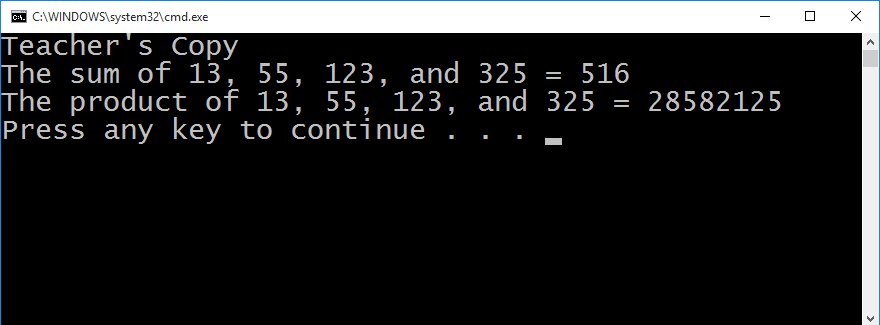 C:\WINDOWS\system32\cmd.exe
Teacher's Copy
The sum of 13, 55, 123, and 325 = 516
The product of 13, 55, 123, and 325 = 28582125
Press any key to continue . . .